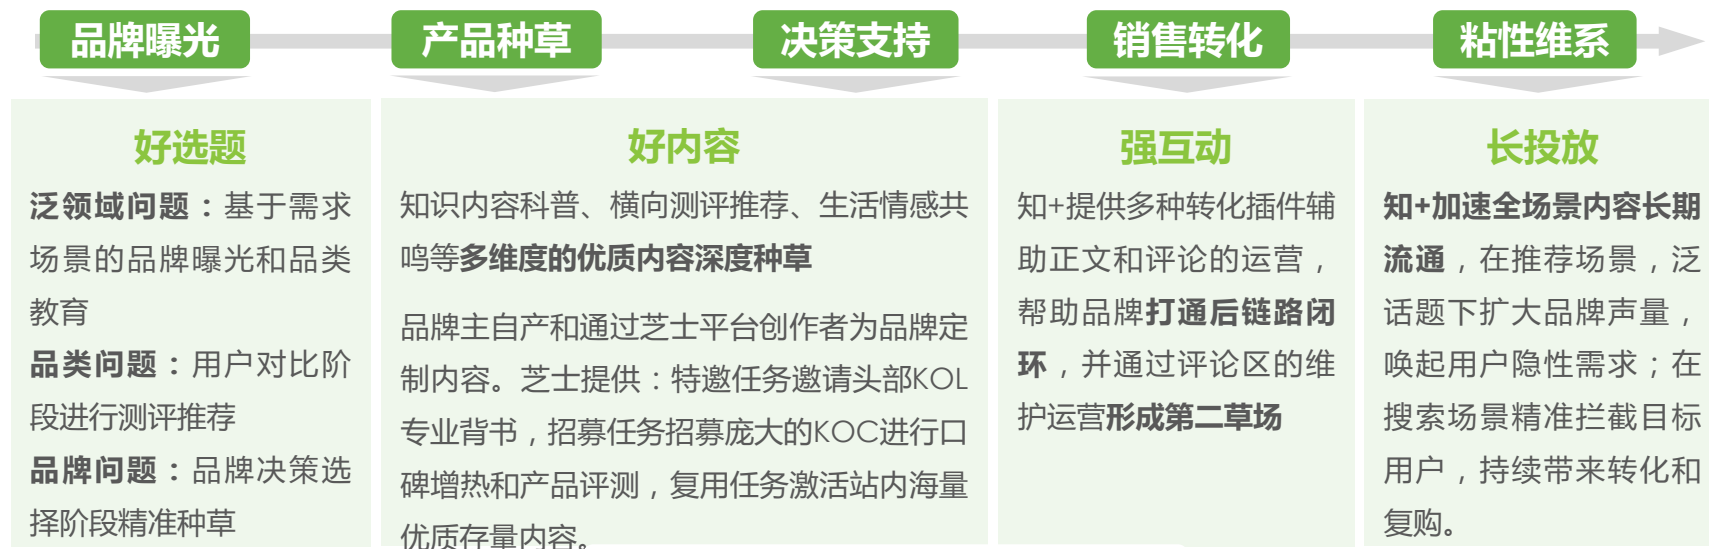 品牌曝光
产品种草
决策支持
销售转化
粘性维系
好选题
泛领域问题：基于需求
场景的品牌曝光和品类
教育
品类问题：用户对比阶
段进行测评推荐
品牌问题：品牌决策选
择阶段精准种草
好内容
知识内容科普、横向测评推荐、生活情感共
鸣等多维度的优质内容深度种草
品牌主自产和通过芝士平台创作者为品牌定
制内容。芝士提供：特邀任务邀请头部KOL
专业背书，招募任务招募庞大的KOC进行口
碑增热和产品评测，复用任务激活站内海量
优质存量内容。
强互动
知+提供多种转化插件辅
助正文和评论的运营，
帮助品牌打通后链路闭
环，并通过评论区的维
护运营形成第二草场
长投放
知+加速全场景内容长期
流通，在推荐场景，泛
话题下扩大品牌声量，
唤起用户隐性需求；在
搜索场景精准拦截目标
用户，持续带来转化和
复购。